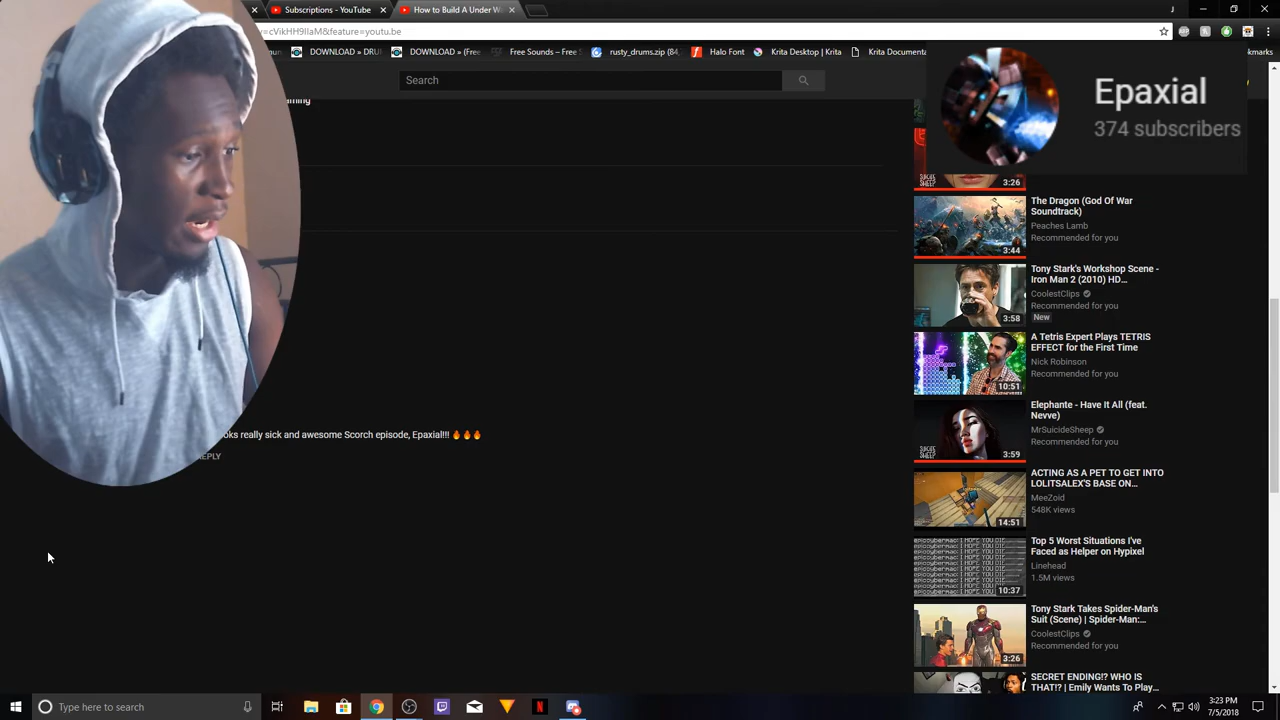 Subscriptions - YouTube
How to Build A Under W
J
=cVikHH9IlaM&feature=youtu.be
DOWNLOAD » DRU
DOWNLOAD » (Free
Free Sounds – Free S
rusty_drums.zip (84,
Halo Font
Krita Desktop | Krita
Krita Documenta
kmarks
Search
Epaxial
374 subscribers
3:26
The Dragon (God Of War
Soundtrack)
Peaches Lamb
Recommended for you
3:44
Tony Stark's Workshop Scene -
Iron Man 2 (2010) HD...
CoolestClips
Recommended for you
New
3:58
A Tetris Expert Plays TETRIS
EFFECT for the First Time
Nick Robinson
Recommended for you
10:51
Elephante - Have It All (feat.
Nevve)
MrSuicideSheep
Recommended for you
3:59
oks really sick and awesome Scorch episode, Epaxial!!! 🔥🔥🔥
REPLY
ACTING AS A PET TO GET INTO
LOLITSALEX'S BASE ON...
MeeZoid
548K views
14:51
Top 5 Worst Situations I've
Faced as Helper on Hypixel
Linehead
1.5M views
10:37
Tony Stark Takes Spider-Man's
Suit (Scene) | Spider-Man:...
CoolestClips
Recommended for you
3:26
SECRET ENDING!? WHO IS
THAT!? | Emily Wants To Play...
Type here to search
3:23 PM
7/5/2018